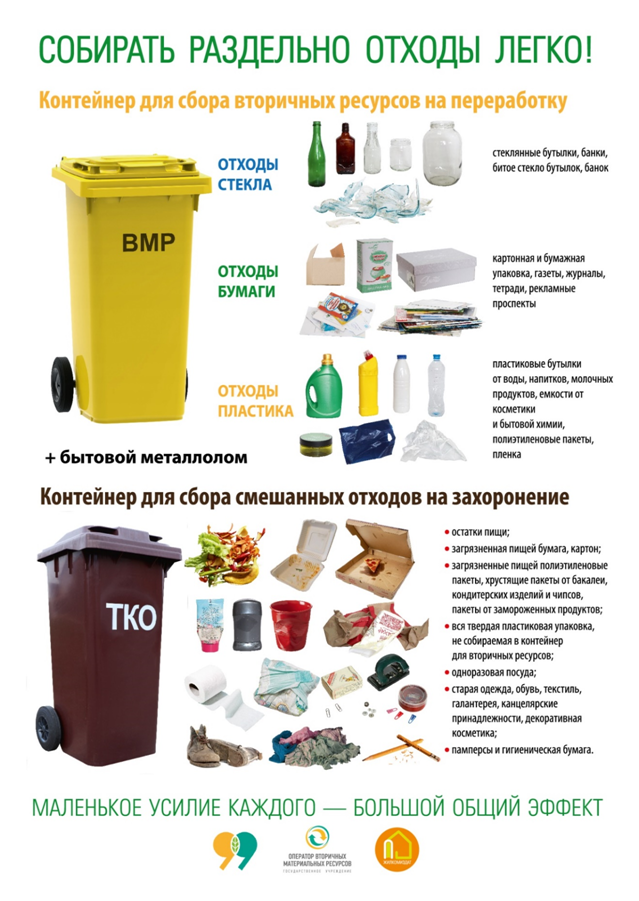 СОБИРАТЬ РАЗДЕЛЬНО ОТХОДЫ ЛЕГКО!
Контейнер для сбора вторичных ресурсов на переработку
ВМР
ОТХОДЫ
СТЕКЛА
стеклянные бутылки, банки,
битое стекло бутылок, банок
ОТХОДЫ
БУМАГИ
картонная и бумажная
упаковка, газеты, журналы,
тетради, рекламные
проспекты
ОТХОДЫ
ПЛАСТИКА
пластиковые бутылки
от воды, напитков, молочных
продуктов, емкости от
косметики
и бытовой химии,
полиэтиленовые пакеты,
пленка
+ бытовой металлолом
Контейнер для сбора смешанных отходов на захоронение
ТКО
• остатки пищи;
• загрязненная пищей бумага, картон;
• загрязненные пищей полиэтиленовые
пакеты, хрустящие пакеты от бакалеи,
кондитерских изделий и чипсов,
пакеты от замороженных продуктов;
• вся твердая пластиковая упаковка,
не собираемая в контейнер
для вторичных ресурсов;
• одноразовая посуда;
• старая одежда, обувь, текстиль,
галантерея, канцелярские
принадлежности, декоративная
косметика;
• памперсы и гигиеническая бумага.
МАЛЕНЬКОЕ УСИЛИЕ КАЖДОГО — БОЛЬШОЙ ОБЩИЙ ЭФФЕКТ
ОПЕРАТОР ВТОРИЧНЫХ
МАТЕРИАЛЬНЫХ РЕСУРСОВ
ГОСУДАРСТВЕННОЕ УЧРЕЖДЕНИЕ